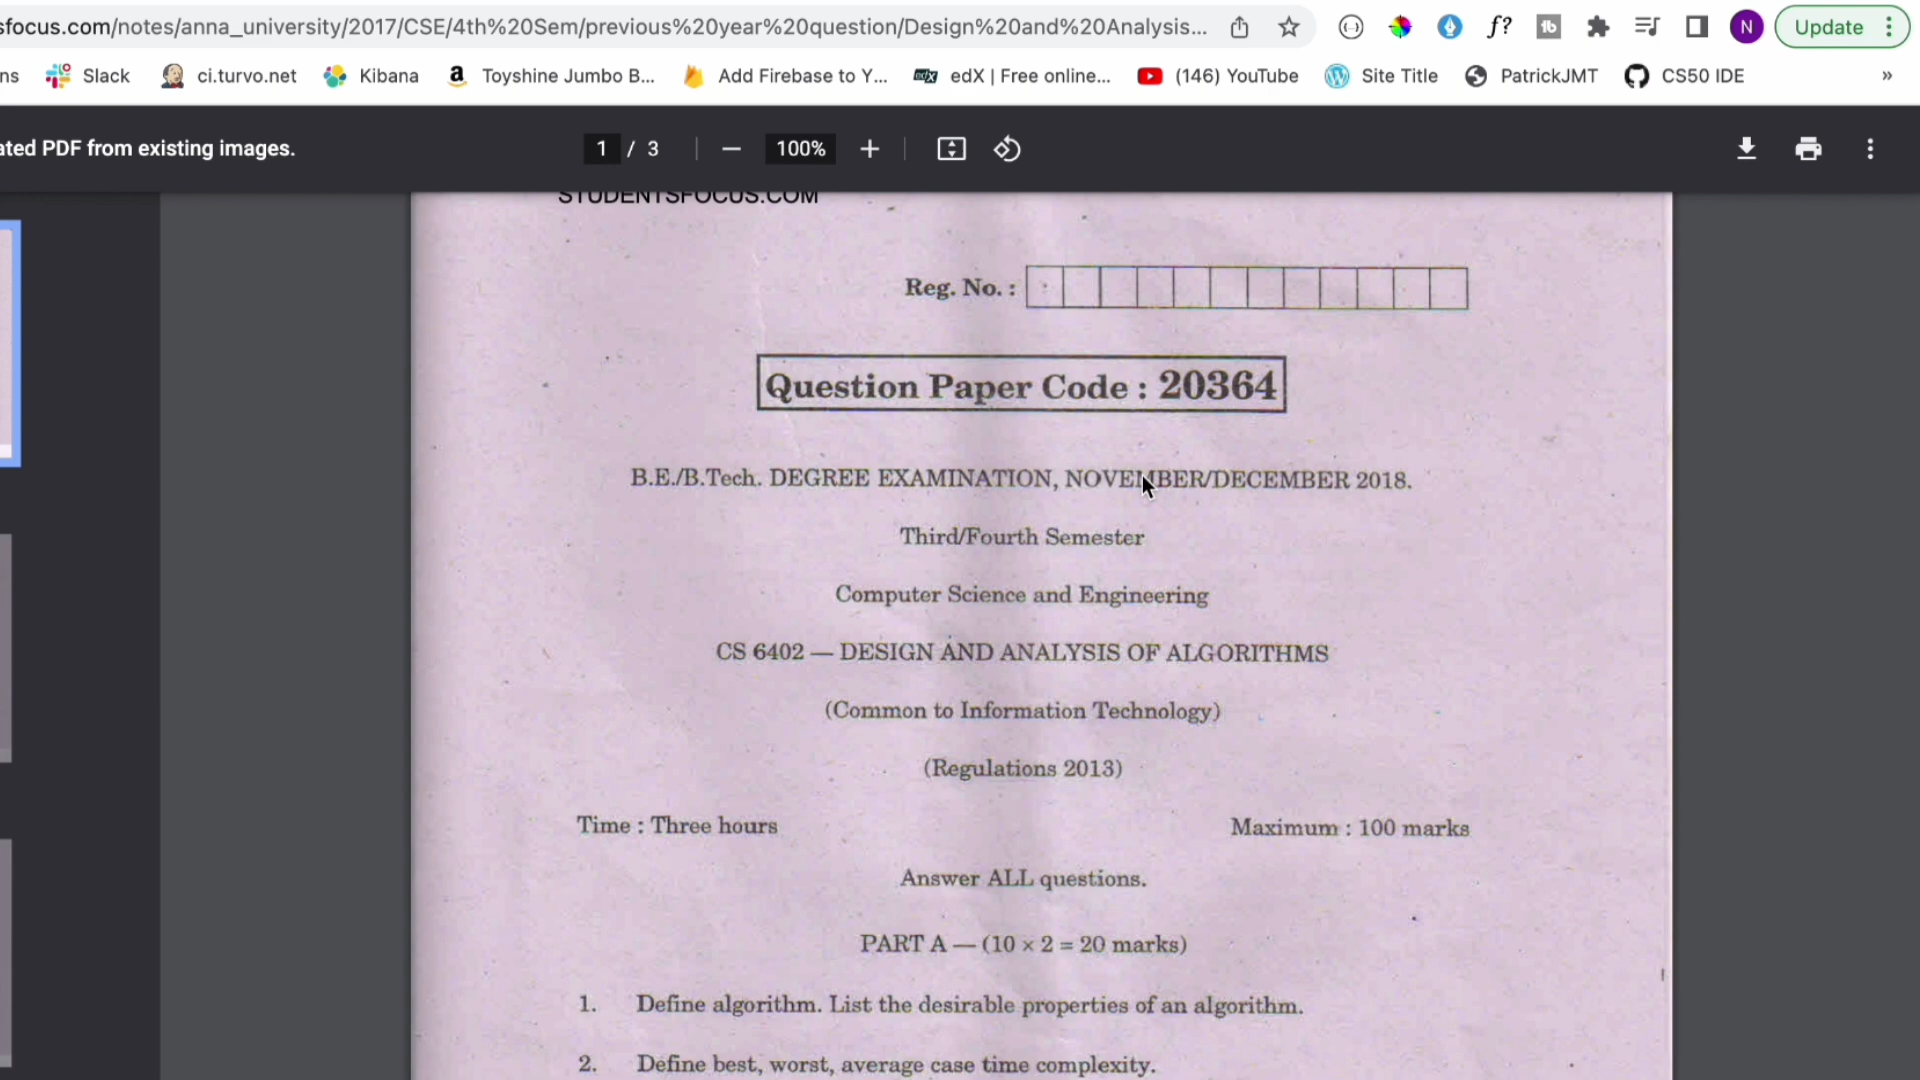 sfocus.com/notes/anna_university/2017/CSE/4th%20Sem/previous%20year%20question/Design%20and%20Analysis...
f?
tb
N
Update
ns
Slack
ci.turvo.net
Kibana
a
Toyshine Jumbo B...
Add Firebase to Y...
edX
edX | Free online...
(146) YouTube
Site Title
PatrickJMT
CS50 IDE
»
ated PDF from existing images.
1 / 3
100%
STUDENTSFOCUS.COM
Reg. No. :
Question Paper Code : 20364
B.E./B.Tech. DEGREE EXAMINATION, NOVEMBER/DECEMBER 2018.
Third/Fourth Semester
Computer Science and Engineering
CS 6402 — DESIGN AND ANALYSIS OF ALGORITHMS
(Common to Information Technology)
(Regulations 2013)
Time : Three hours
Maximum : 100 marks
Answer ALL questions.
PART A — (10 × 2 = 20 marks)
1. Define algorithm. List the desirable properties of an algorithm.
2. Define best, worst, average case time complexity.